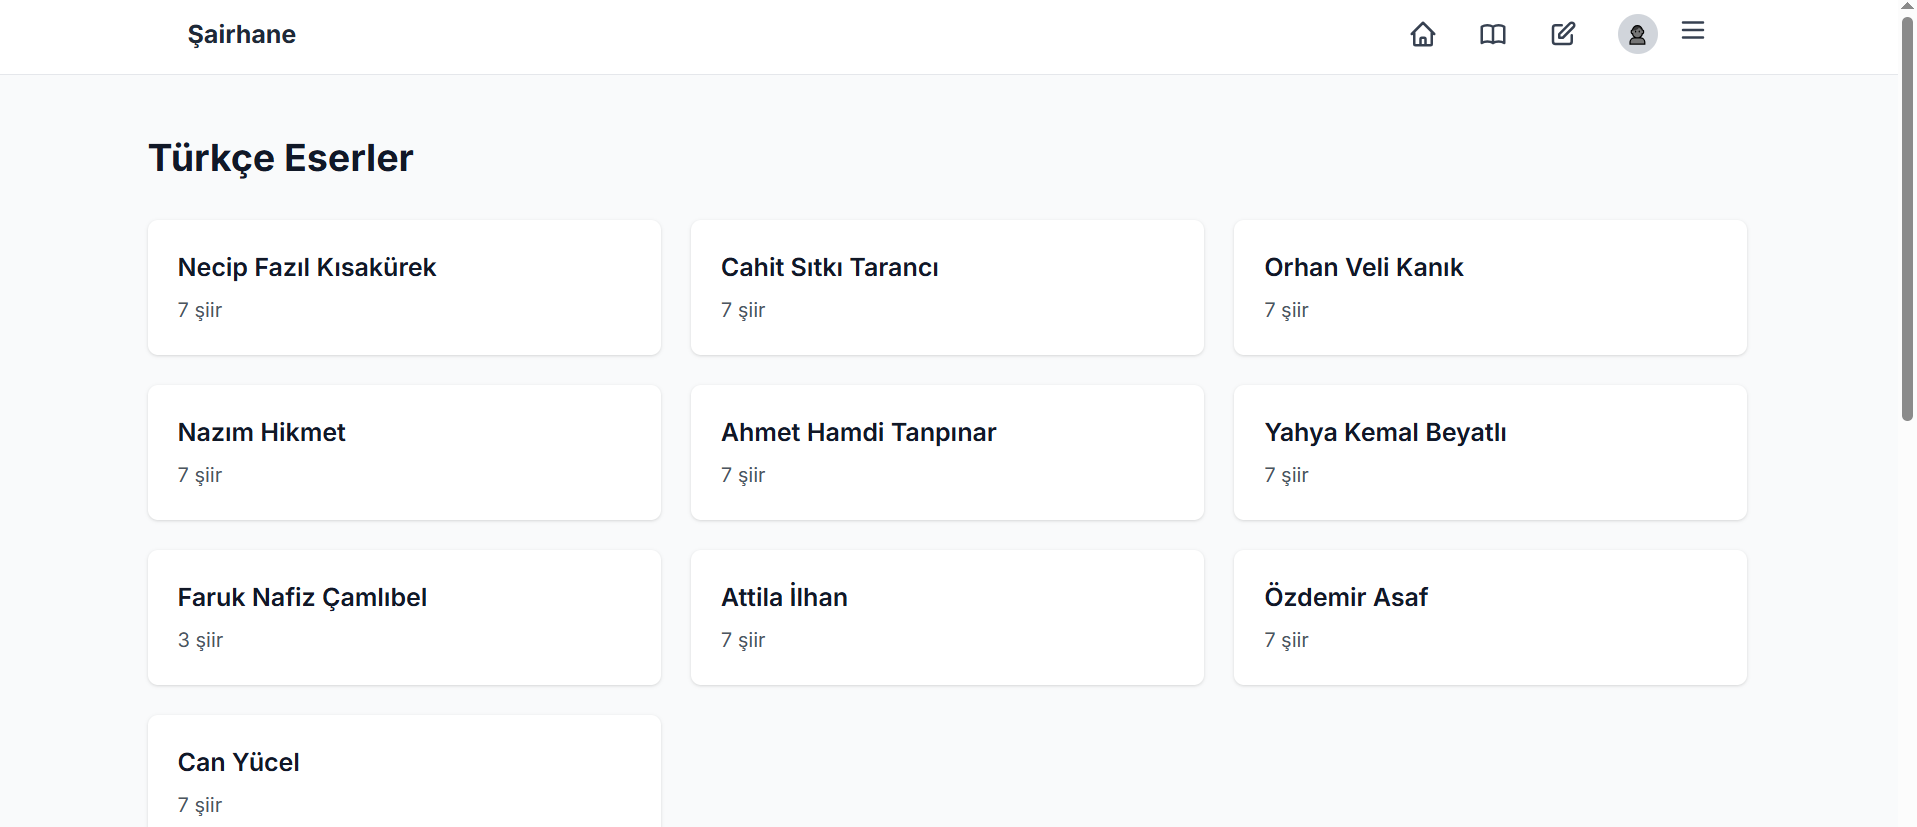 Şairhane
Türkçe Eserler
Necip Fazıl Kısakürek
7 şiir
Cahit Sıtkı Tarancı
7 şiir
Orhan Veli Kanık
7 şiir
Nazım Hikmet
7 şiir
Ahmet Hamdi Tanpınar
7 şiir
Yahya Kemal Beyatlı
7 şiir
Faruk Nafiz Çamlıbel
3 şiir
Attila İlhan
7 şiir
Özdemir Asaf
7 şiir
Can Yücel
7 şiir